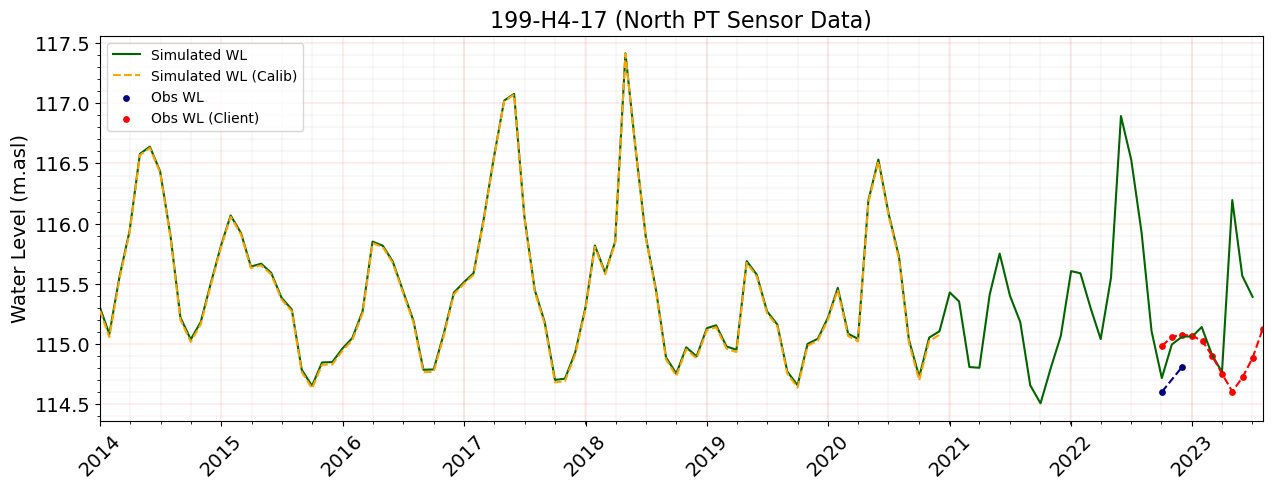 199-H4-17 (North PT Sensor Data)
Simulated WL
Simulated WL (Calib)
Obs WL
Obs WL (Client)
Water Level (m.asl)
117.5
117.0
116.5
116.0
115.5
115.0
114.5
2014
2015
2016
2017
2018
2019
2020
2021
2022
2023